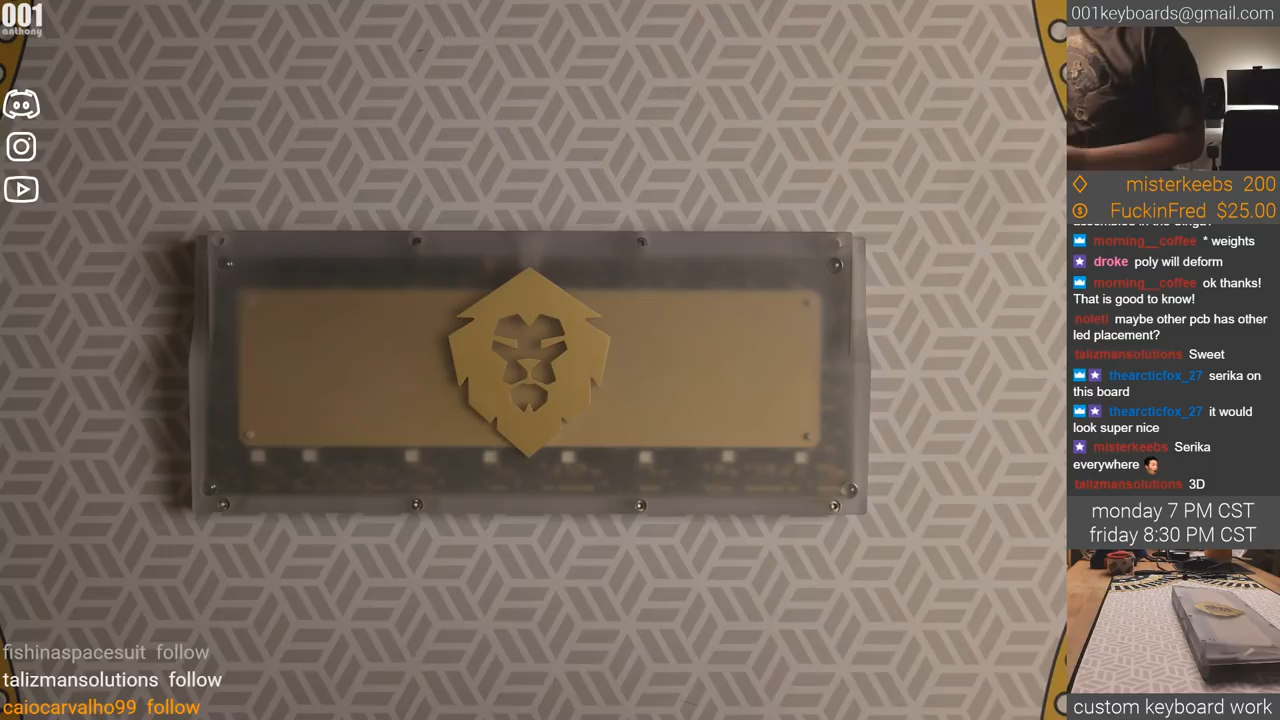 001
anthony
001keyboards@gmail.com
misterkeebs 200
FuckinFred $25.00
morning__coffee * weights
droke poly will deform
morning__coffee ok thanks!
That is good to know!
nolet! maybe other pcb has other
led placement?
talizmansolutions Sweet
thearcticfox_27 serika on
this board
thearcticfox_27 it would
look super nice
misterkeebs Serika
everywhere
talizmansolutions 3D
monday 7 PM CST
friday 8:30 PM CST
fishinaspacesuit follow
talizmansolutions follow
caiocarvalho99 follow
custom keyboard work